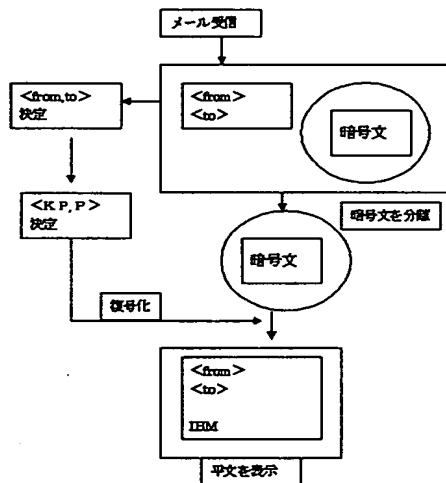 メール受信
<from,to>
決定
<from>
<to>
暗号文
<KP,P>
決定
暗号文を分離
暗号文
復号化
<from>
<to>
IHM
平文を表示